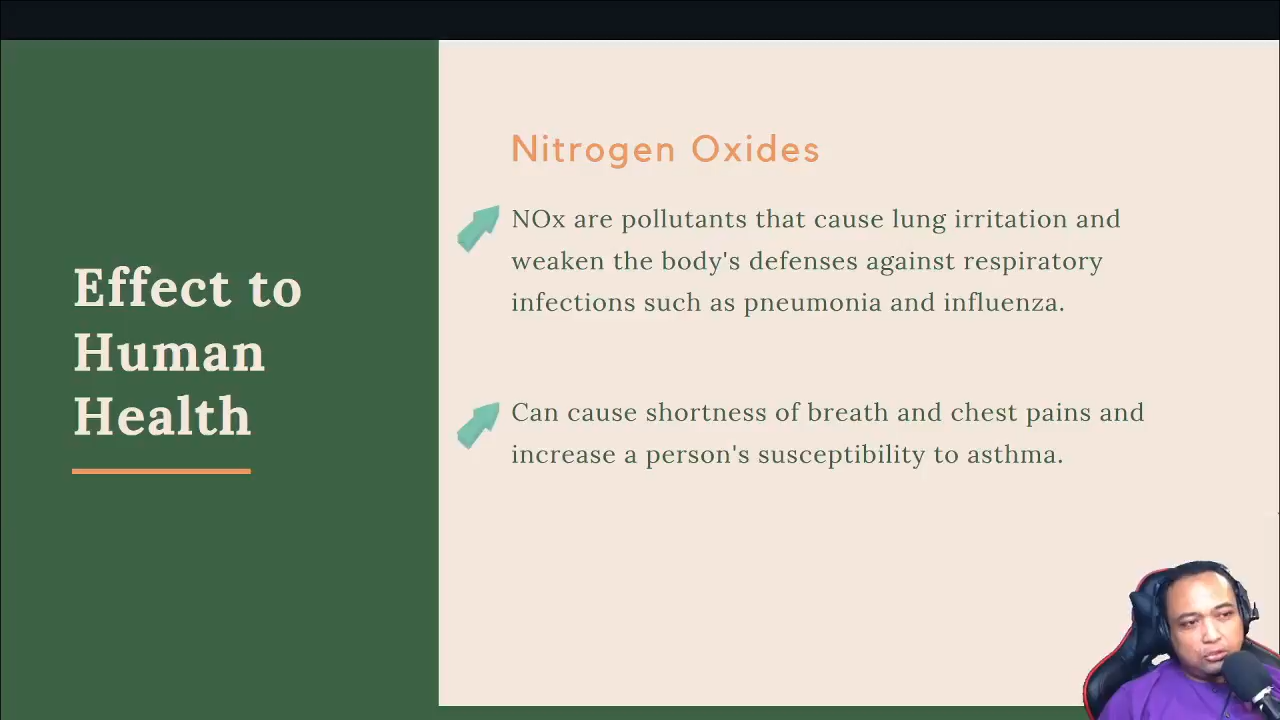 Effect to
Human
Health
Nitrogen Oxides
NOx are pollutants that cause lung irritation and
weaken the body's defenses against respiratory
infections such as pneumonia and influenza.
Can cause shortness of breath and chest pains and
increase a person's susceptibility to asthma.